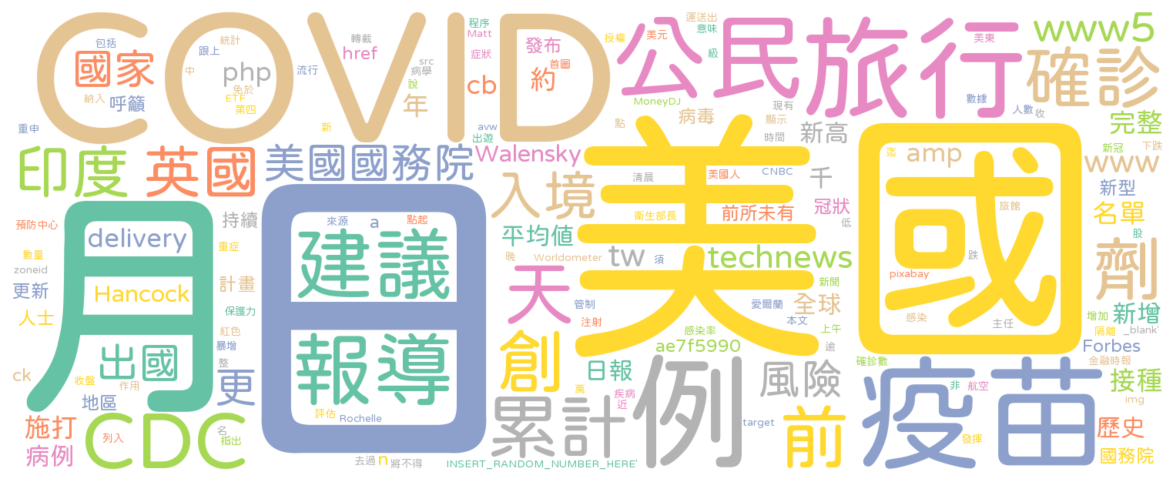 COVID
公民
旅行
www5
確診
國家
包括
跟上
統計
中
php
免於
ETF
第四
納入
呼籲
轉載
流行
href
年
src
病學
說
程序
Matt
症狀
cb
發布
首圖
約
授權
運送出
意味
美元
級
美東
MoneyDJ
病毒
現有
顯示
數據
人數
收
完整
重申
新
avw
出遊
點
時間
新高
新冠
下跌
印度
英國
美國國務院
Walensky
清晨
美國人
CNBC
千
amp
www
新型
名單
股
預防中心
持續
月
日
delivery
來源
a
點起
入境
衛生部長
前所未有
冠狀
低
美
國
旅館
跌
數量
zoneid
更新
重症
計畫
建議
平均值
晚
Worldometer
tw
須
technews
新聞
pixabay
劑
Hancock
人士
保護力
紅色
暴增
整
天
管制
注射
愛爾蘭
本文
全球
上午
感染
主任
增加
新增
隔離
_blank'
感染率
ae7f5990
逾
確診數
Forbes
金融時報
出國
ck
收盤
作用
地區
更
報導
創
日報
萬
疾病
近
例
風險
疫苗
非
航空
接種
img
施打
病例
列入
CDC
名
指出
評估
Rochelle
累計
target
前
發揮
歷史
國務院
去過
n
將不得
INSERT_RANDOM_NUMBER_HERE'